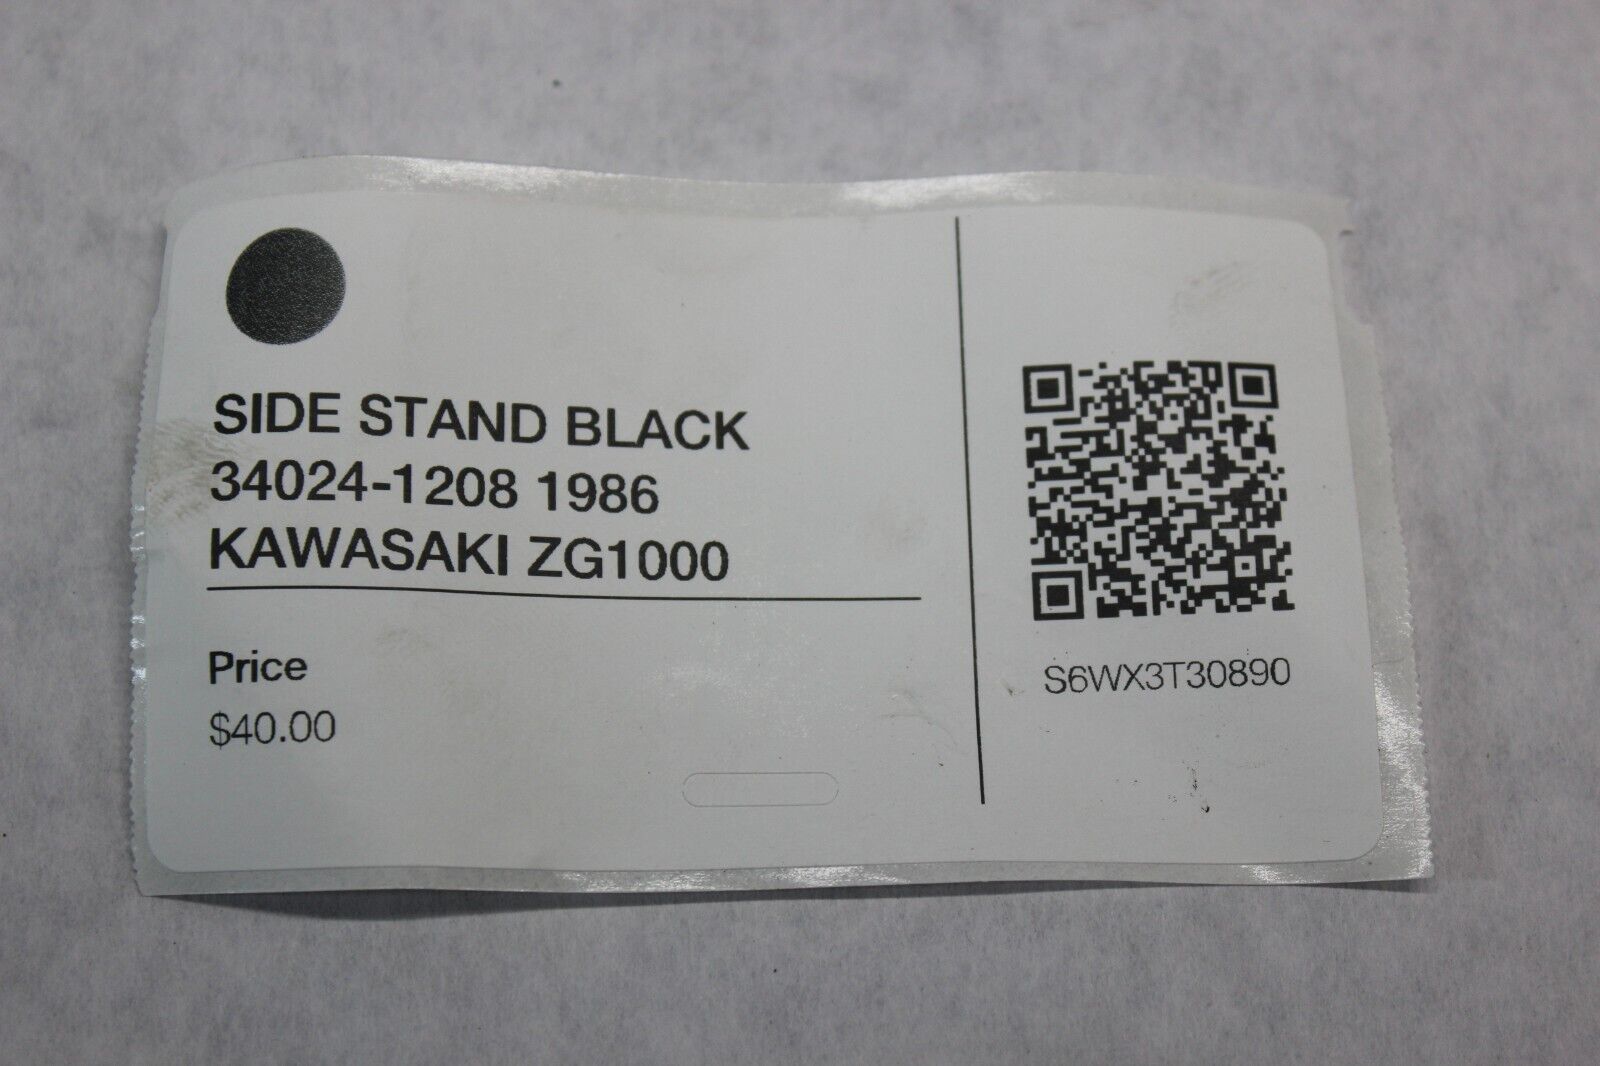 SIDE STAND BLACK
34024-1208 1986
KAWASAKI ZG1000
Price
$40.00
S6WX3T30890